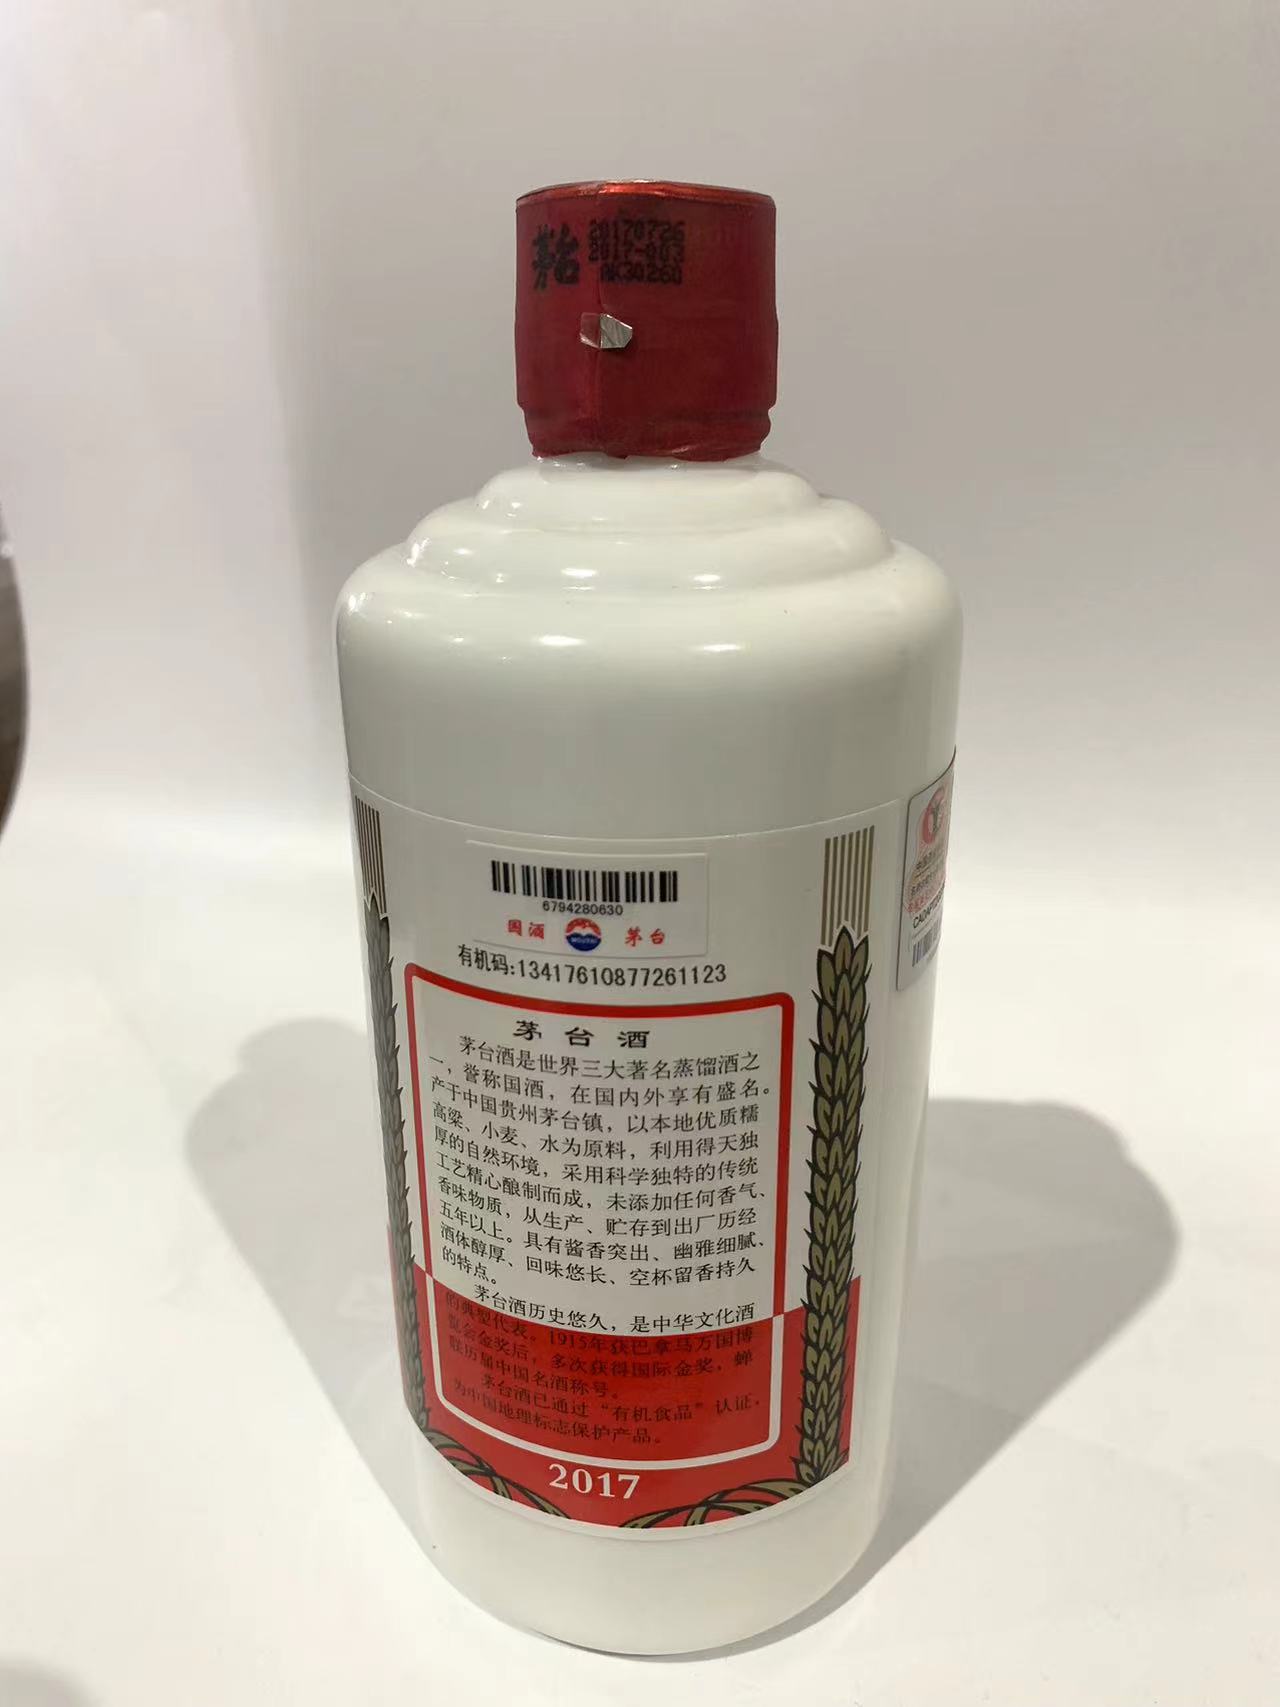 茅台
20170726
2017-003
AK30260
6794280630
国酒
MOUTAI
茅台
有机码:13417610877261123
茅台酒
茅台酒是世界三大著名蒸馏酒之
一，誉称国酒，在国内外享有盛名。
产于中国贵州茅台镇，以本地优质糯
高粱、小麦、水为原料，利用得天独
厚的自然环境，采用科学独特的传统
工艺精心酿制而成，未添加任何香气、
香味物质，从生产、贮存到出厂历经
五年以上。具有酱香突出、幽雅细腻、
酒体醇厚、回味悠长、空杯留香持久
的特点。
茅台酒历史悠久，是中华文化酒
的典型代表。1915年获巴拿马万国博
览会金奖后，多次获得国际金奖，蝉
联历届中国名酒称号。
茅台酒已通过“有机食品”认证，
为中国地理标志保护产品。
2017